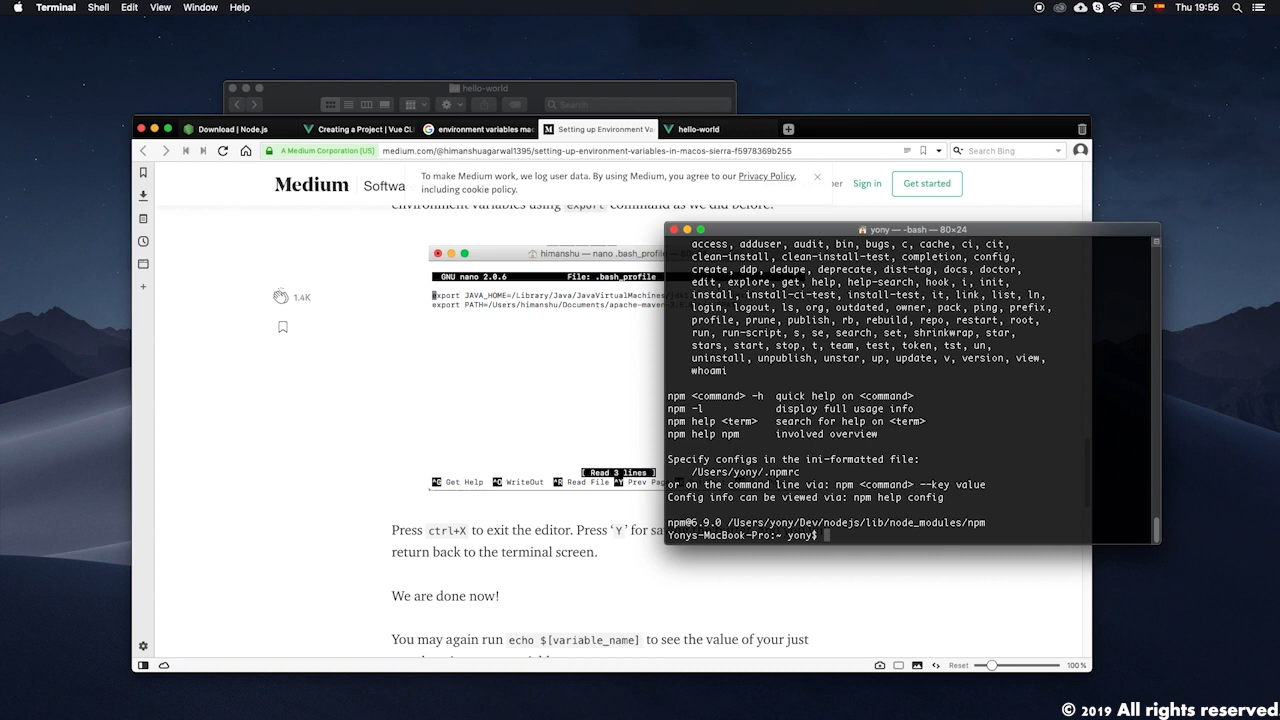 Terminal Shell Edit View Window Help
Thu 19:56
hello-world
Search
Download | Node.js
Creating a Project | Vue CL
environment variables mac
Setting up Environment Va
hello-world
A Medium Corporation [US]
medium.com/@himanshuagarwal1395/setting-up-environment-variables-in-macos-sierra-f5978369b255
Search Bing
Medium
Softwa
To make Medium work, we log user data. By using Medium, you agree to our Privacy Policy,
including cookie policy.
Sign in
Get started
environment variables using export command as we did before.
himanshu — nano .bash_profile
GNU nano 2.0.6 File: .bash_profile
export JAVA_HOME=/Library/Java/JavaVirtualMachines/
export PATH=/Users/himanshu/Documents/apache-maven-
1.4K
[ Read 3 lines ]
^G Get Help ^O WriteOut ^R Read File ^Y Prev Pag
Press ctrl+X to exit the editor. Press ‘Y’ for sa
return back to the terminal screen.
We are done now!
You may again run echo $[variable_name] to see the value of your just
yony — -bash — 80×24
access, adduser, audit, bin, bugs, c, cache, ci, cit,
clean-install, clean-install-test, completion, config,
create, ddp, dedupe, deprecate, dist-tag, docs, doctor,
edit, explore, get, help, help-search, hook, i, init,
install, install-ci-test, install-test, it, link, list, ln,
login, logout, ls, org, outdated, owner, pack, ping, prefix,
profile, prune, publish, rb, rebuild, repo, restart, root,
run, run-script, s, se, search, set, shrinkwrap, star,
stars, start, stop, t, team, test, token, tst, un,
uninstall, unpublish, unstar, up, update, v, version, view,
whoami
npm <command> -h quick help on <command>
npm -l display full usage info
npm help <term> search for help on <term>
npm help npm involved overview
Specify configs in the ini-formatted file:
/Users/yony/.npmrc
or on the command line via: npm <command> --key value
Config info can be viewed via: npm help config
npm@6.9.0 /Users/yony/Dev/nodejs/lib/node_modules/npm
Yonys-MacBook-Pro:~ yony$
Reset
100 %
© 2019 All rights reserved